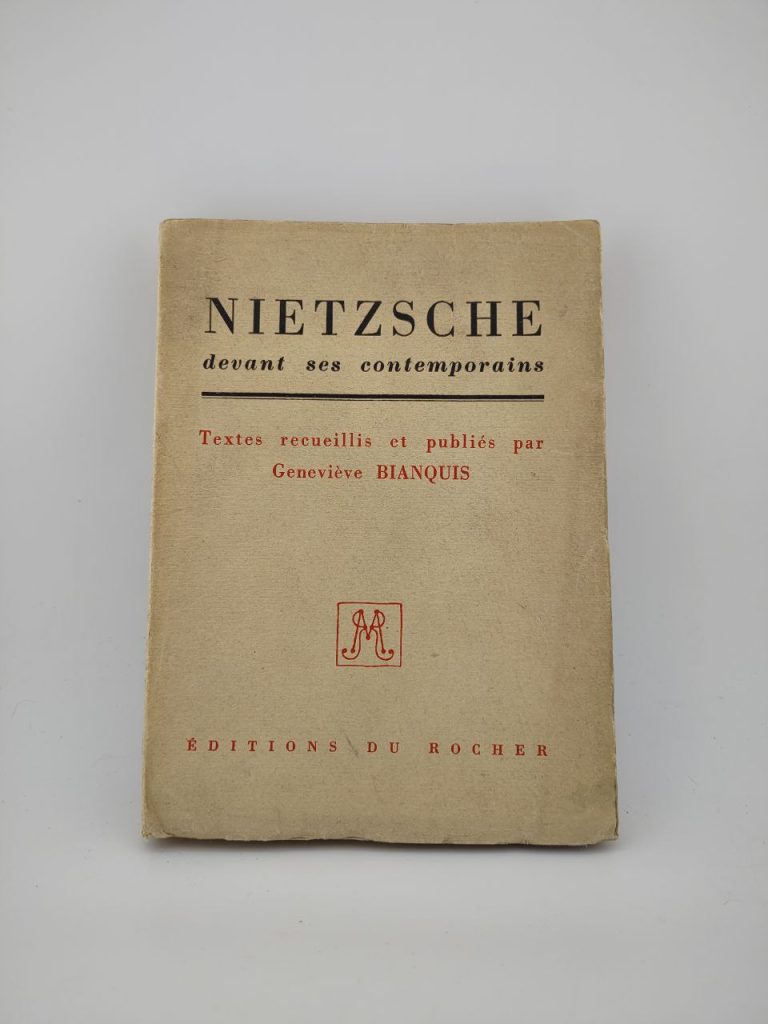 NIETZSCHE
devant ses contemporains
Textes recueillis et publiés par
Geneviève BIANQUIS
ÉDITIONS DU ROCHER